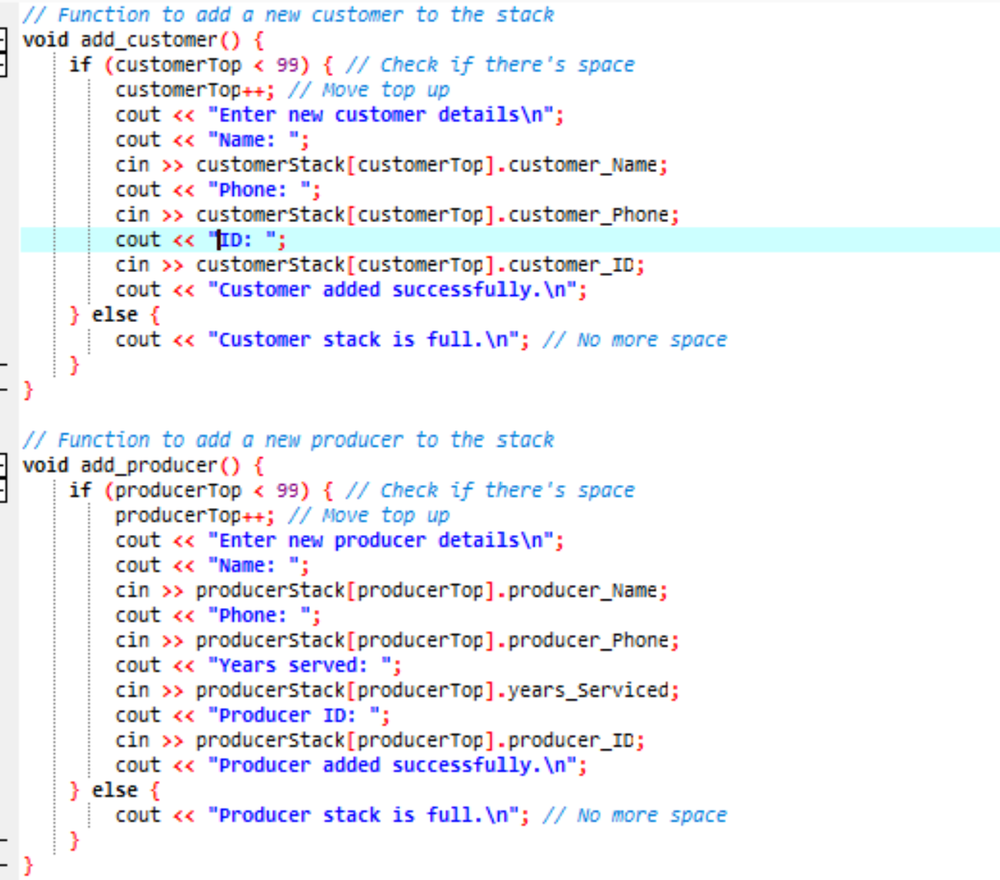 // Function to add a new customer to the stack
void add_customer() {
    if (customerTop < 99) { // Check if there's space
        customerTop++; // Move top up
        cout << "Enter new customer details\n";
        cout << "Name: ";
        cin >> customerStack[customerTop].customer_Name;
        cout << "Phone: ";
        cin >> customerStack[customerTop].customer_Phone;
        cout << "ID: ";
        cin >> customerStack[customerTop].customer_ID;
        cout << "Customer added successfully.\n";
    } else {
        cout << "Customer stack is full.\n"; // No more space
    }
}

// Function to add a new producer to the stack
void add_producer() {
    if (producerTop < 99) { // Check if there's space
        producerTop++; // Move top up
        cout << "Enter new producer details\n";
        cout << "Name: ";
        cin >> producerStack[producerTop].producer_Name;
        cout << "Phone: ";
        cin >> producerStack[producerTop].producer_Phone;
        cout << "Years served: ";
        cin >> producerStack[producerTop].years_Serviced;
        cout << "Producer ID: ";
        cin >> producerStack[producerTop].producer_ID;
        cout << "Producer added successfully.\n";
    } else {
        cout << "Producer stack is full.\n"; // No more space
    }
}